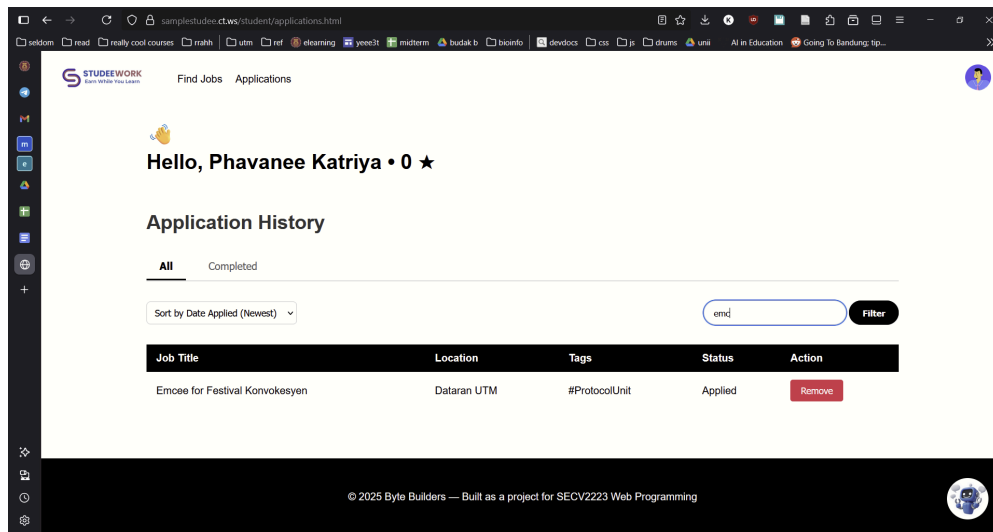 samplestudee.ct.ws/student/applications.html
seldom read really cool courses rrahh utm ref elearning yeee3t midterm budak b bioinfo devdocs css js drums unii AI in Education Going To Bandung; tip...
STUDEEWORK
Earn While You Learn
Find Jobs Applications
Hello, Phavanee Katriya • 0 ★
Application History
All Completed
Sort by Date Applied (Newest) emc Filter
Job Title Location Tags Status Action
Emcee for Festival Konvokesyen Dataran UTM #ProtocolUnit Applied Remove
© 2025 Byte Builders — Built as a project for SECV2223 Web Programming